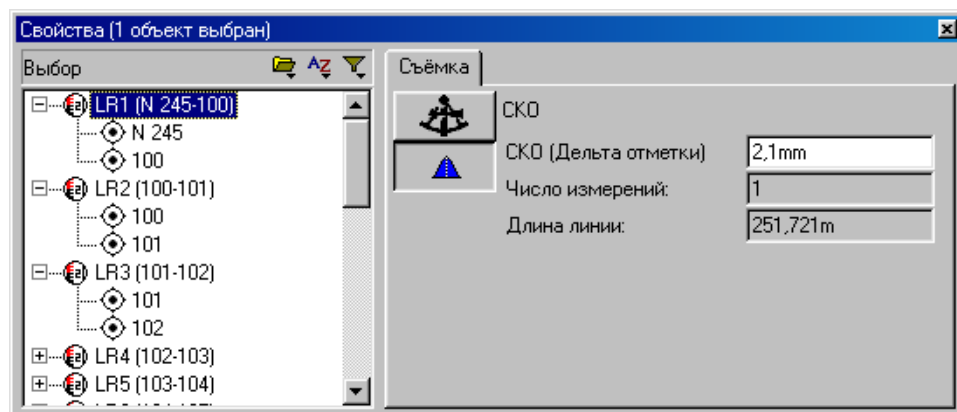 Свойства (1 объект выбран)
Выбор
LR1 (N 245-100)
N 245
100
LR2 (100-101)
100
101
LR3 (101-102)
101
102
LR4 (102-103)
LR5 (103-104)
Съёмка
СКО
СКО (Дельта отметки) 2,1mm
Число измерений: 1
Длина линии: 251,721m